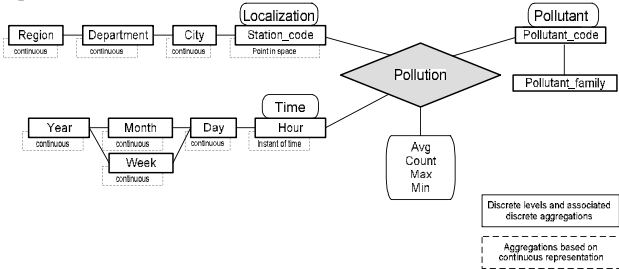 Localization
Pollutant
Region
Department
City
Station_code
Pollutant_code
continuous
continuous
continuous
Point in space
Pollution
Pollutant_family
Time
Year
Month
Day
Hour
continuous
continuous
continuous
Instant of time
Week
continuous
Avg
Count
Max
Min
Discrete levels and associated
discrete aggregations
Aggregations based on
continuous representation